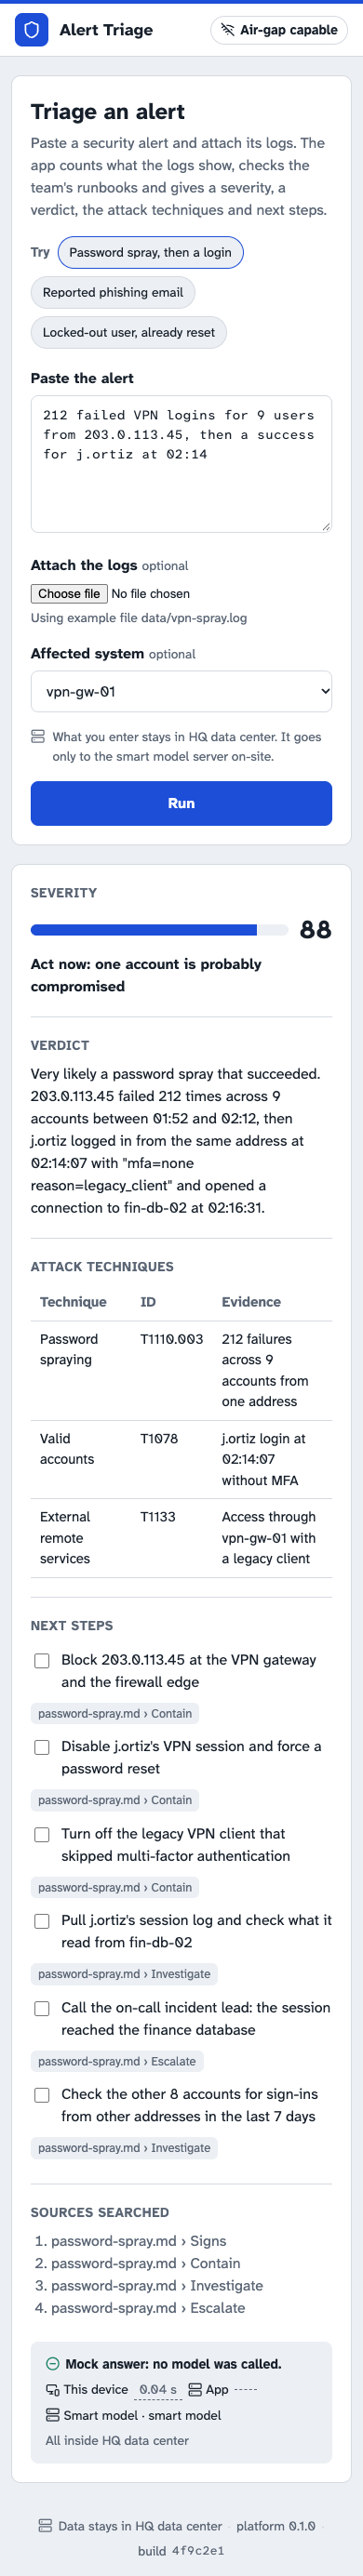 Alert Triage
Air-gap capable
Triage an alert
Paste a security alert and attach its logs. The
app counts what the logs show, checks the
team's runbooks and gives a severity, a
verdict, the attack techniques and next steps.
Try
Password spray, then a login
Reported phishing email
Locked-out user, already reset
Paste the alert
212 failed VPN logins for 9 users
from 203.0.113.45, then a success
for j.ortiz at 02:14
Attach the logs optional
Choose file No file chosen
Using example file data/vpn-spray.log
Affected system optional
vpn-gw-01
What you enter stays in HQ data center. It goes
only to the smart model server on-site.
Run
SEVERITY
88
Act now: one account is probably
compromised
VERDICT
Very likely a password spray that succeeded.
203.0.113.45 failed 212 times across 9
accounts between 01:52 and 02:12, then
j.ortiz logged in from the same address at
02:14:07 with "mfa=none
reason=legacy_client" and opened a
connection to fin-db-02 at 02:16:31.
ATTACK TECHNIQUES
Technique ID Evidence
Password T1110.003 212 failures
spraying across 9
accounts from
one address
Valid T1078 j.ortiz login at
accounts 02:14:07
without MFA
External T1133 Access through
remote vpn-gw-01 with
services a legacy client
NEXT STEPS
Block 203.0.113.45 at the VPN gateway
and the firewall edge
password-spray.md › Contain
Disable j.ortiz's VPN session and force a
password reset
password-spray.md › Contain
Turn off the legacy VPN client that
skipped multi-factor authentication
password-spray.md › Contain
Pull j.ortiz's session log and check what it
read from fin-db-02
password-spray.md › Investigate
Call the on-call incident lead: the session
reached the finance database
password-spray.md › Escalate
Check the other 8 accounts for sign-ins
from other addresses in the last 7 days
password-spray.md › Investigate
SOURCES SEARCHED
1. password-spray.md › Signs
2. password-spray.md › Contain
3. password-spray.md › Investigate
4. password-spray.md › Escalate
Mock answer: no model was called.
This device 0.04 s App
Smart model · smart model
All inside HQ data center
Data stays in HQ data center · platform 0.1.0 ·
build 4f9c2e1